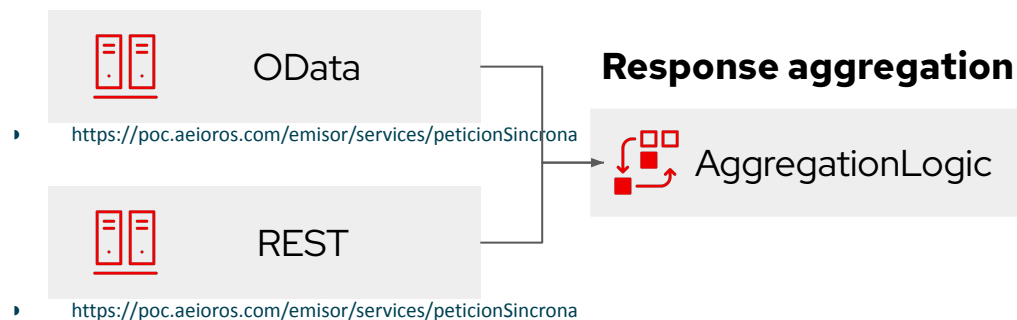 OData
https://poc.aeioros.com/emisor/services/peticionSincrona
REST
https://poc.aeioros.com/emisor/services/peticionSincrona
Response aggregation
AggregationLogic